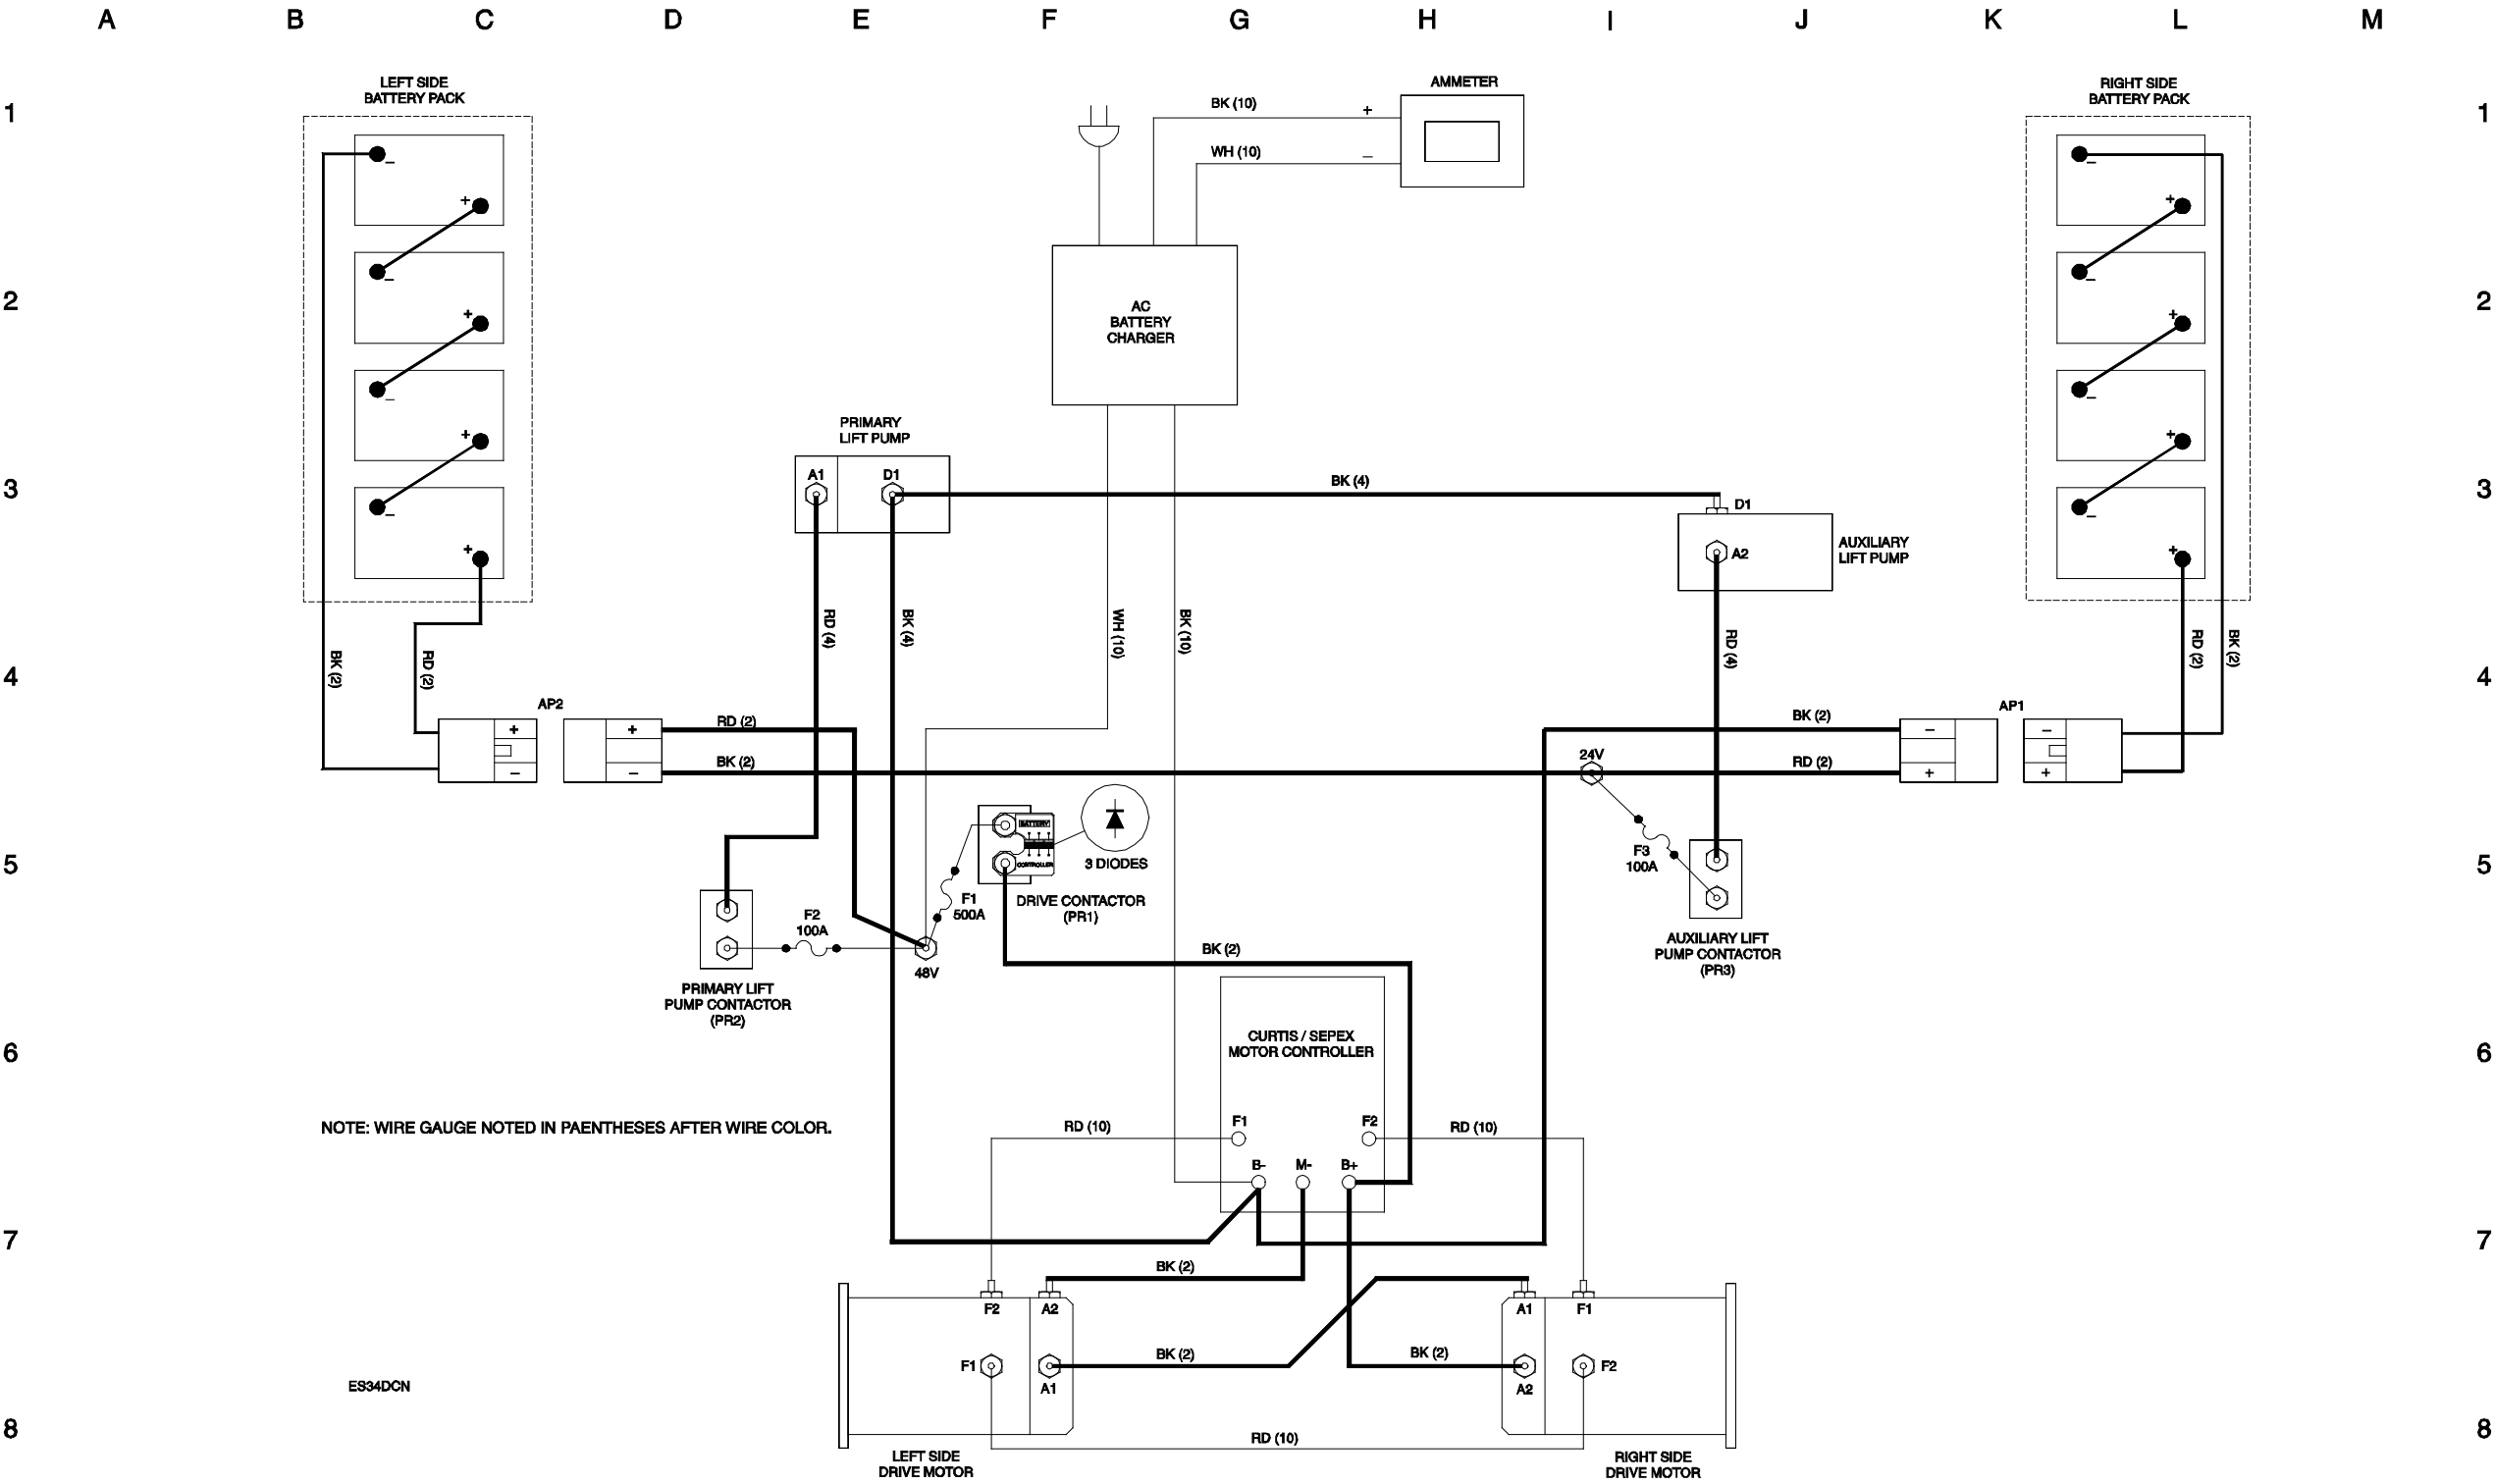 A B C D E F G H I J K L M
LEFT SIDE
BATTERY PACK
AMMETER
RIGHT SIDE
BATTERY PACK
1 1
BK (10) +
WH (10) –
– –
+ +
– –
2 2
AC
BATTERY
CHARGER
+ +
– –
PRIMARY
LIFT PUMP
+ +
A1 D1
BK (4)
3 3
D1
– –
AUXILIARY
LIFT PUMP
A2
+ +
RD (4)
BK (4)
WH (10)
BK (10)
RD (4)
RD (2)
BK (2)
BK (2)
RD (2)
4 4
AP2
AP1
RD (2)
BK (2)
+ +
– –
– –
+ +
BK (2)
24V
RD (2)
BATTERY
CONTROLLER
3 DIODES
F3
100A
5 5
F1
500A
DRIVE CONTACTOR
(PR1)
F2
100A
BK (2)
AUXILIARY LIFT
PUMP CONTACTOR
(PR3)
48V
PRIMARY LIFT
PUMP CONTACTOR
(PR2)
CURTIS / SEPEX
MOTOR CONTROLLER
6 6
NOTE: WIRE GAUGE NOTED IN PAENTHESES AFTER WIRE COLOR.
RD (10) F1 F2 RD (10)
B- M- B+
7 7
BK (2)
F2 A2 A1 F1
BK (2) BK (2)
F1 F2
A1 A2
ES34DCN
8 8
RD (10)
LEFT SIDE
DRIVE MOTOR
RIGHT SIDE
DRIVE MOTOR